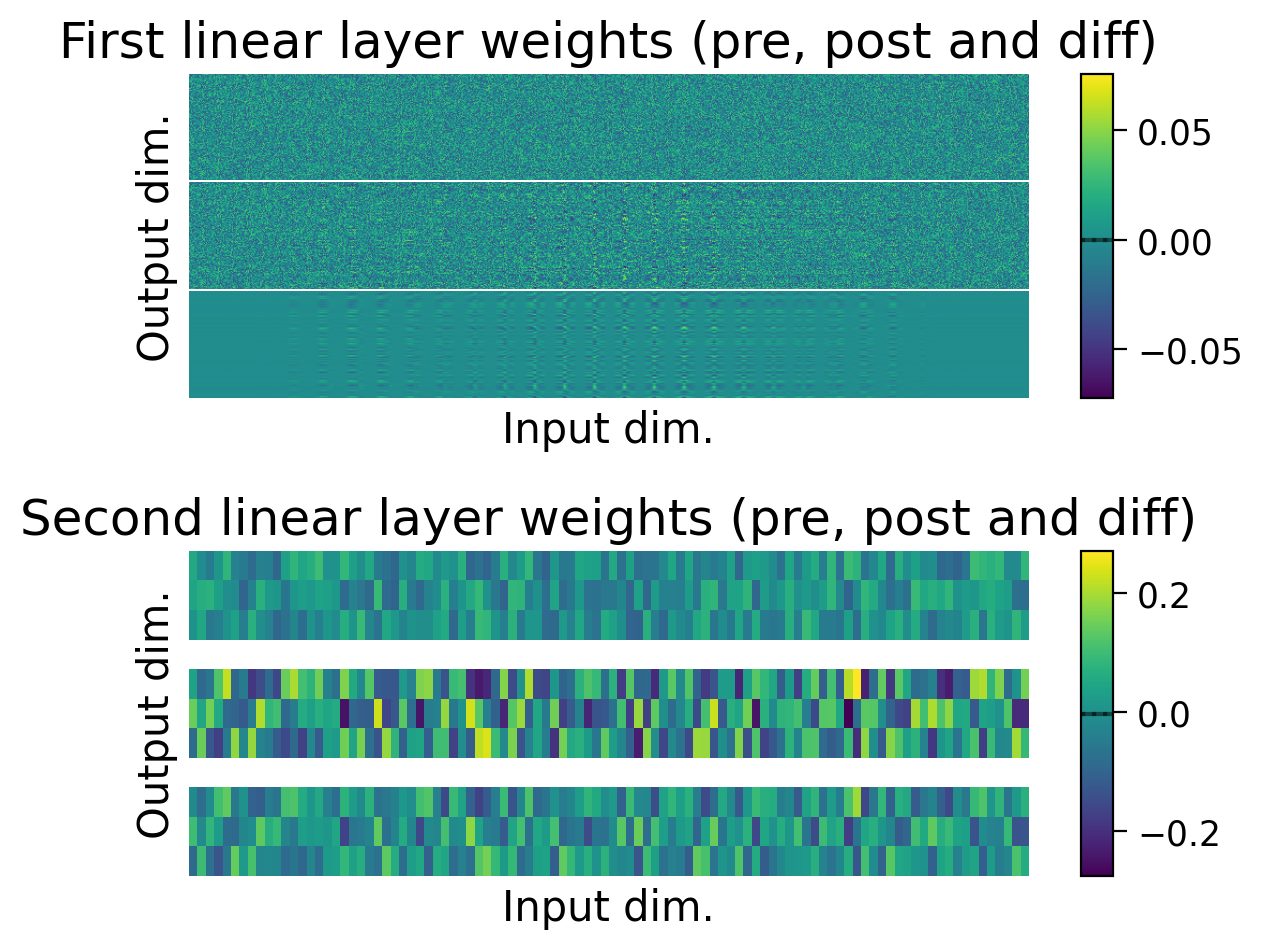 First linear layer weights (pre, post and diff)
Output dim.
0.05
0.00
−0.05
Input dim.
Second linear layer weights (pre, post and diff)
Output dim.
0.2
0.0
−0.2
Input dim.